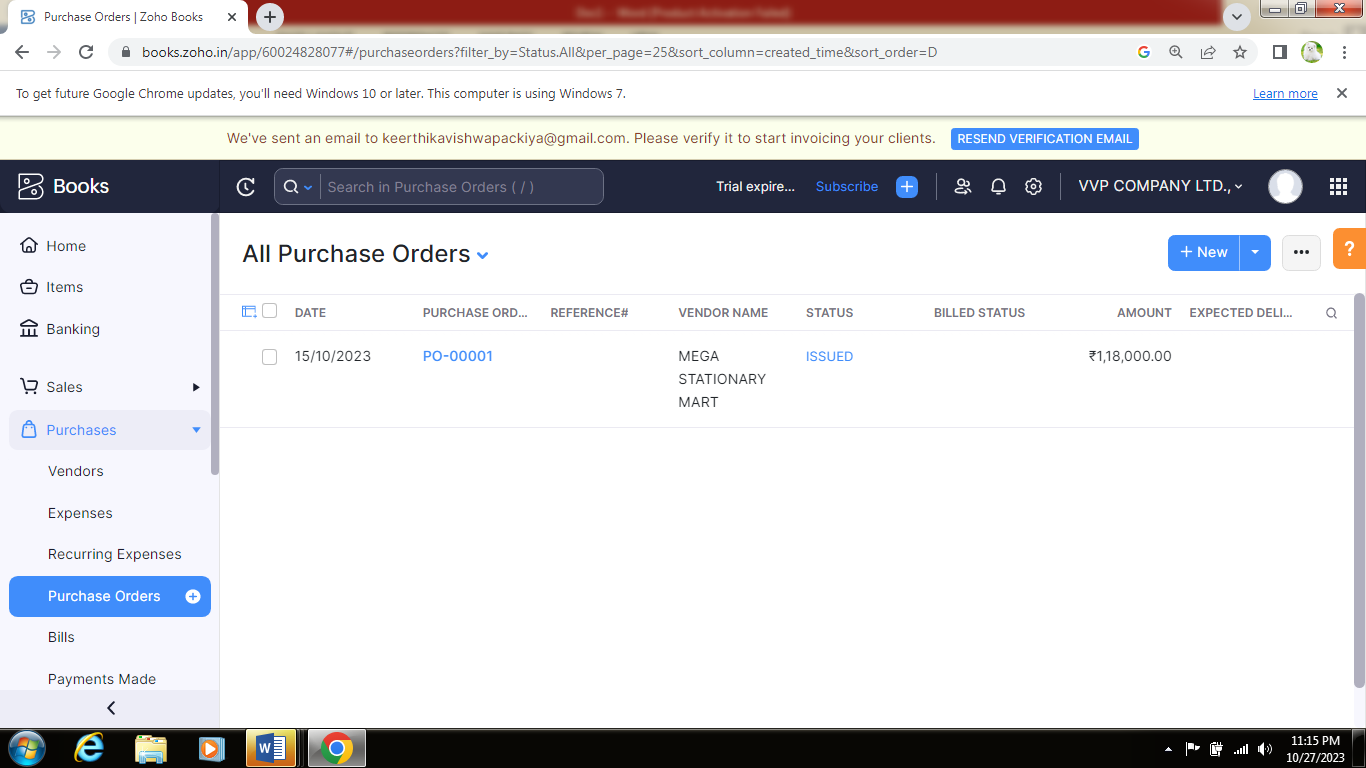 Purchase Orders | Zoho Books
books.zoho.in/app/60024828077#/purchaseorders?filter_by=Status.All&per_page=25&sort_column=created_time&sort_order=D
To get future Google Chrome updates, you'll need Windows 10 or later. This computer is using Windows 7.
Learn more
We've sent an email to keerthikavishwapackiya@gmail.com. Please verify it to start invoicing your clients.
RESEND VERIFICATION EMAIL
Books
Search in Purchase Orders ( / )
Trial expire...
Subscribe
VVP COMPANY LTD.,
Home
Items
Banking
Sales
Purchases
Vendors
Expenses
Recurring Expenses
Purchase Orders
Bills
Payments Made
All Purchase Orders
+ New
?
DATE PURCHASE ORD... REFERENCE# VENDOR NAME STATUS BILLED STATUS AMOUNT EXPECTED DELI...
15/10/2023 PO-00001 MEGA ISSUED ₹1,18,000.00
STATIONARY
MART
11:15 PM
10/27/2023